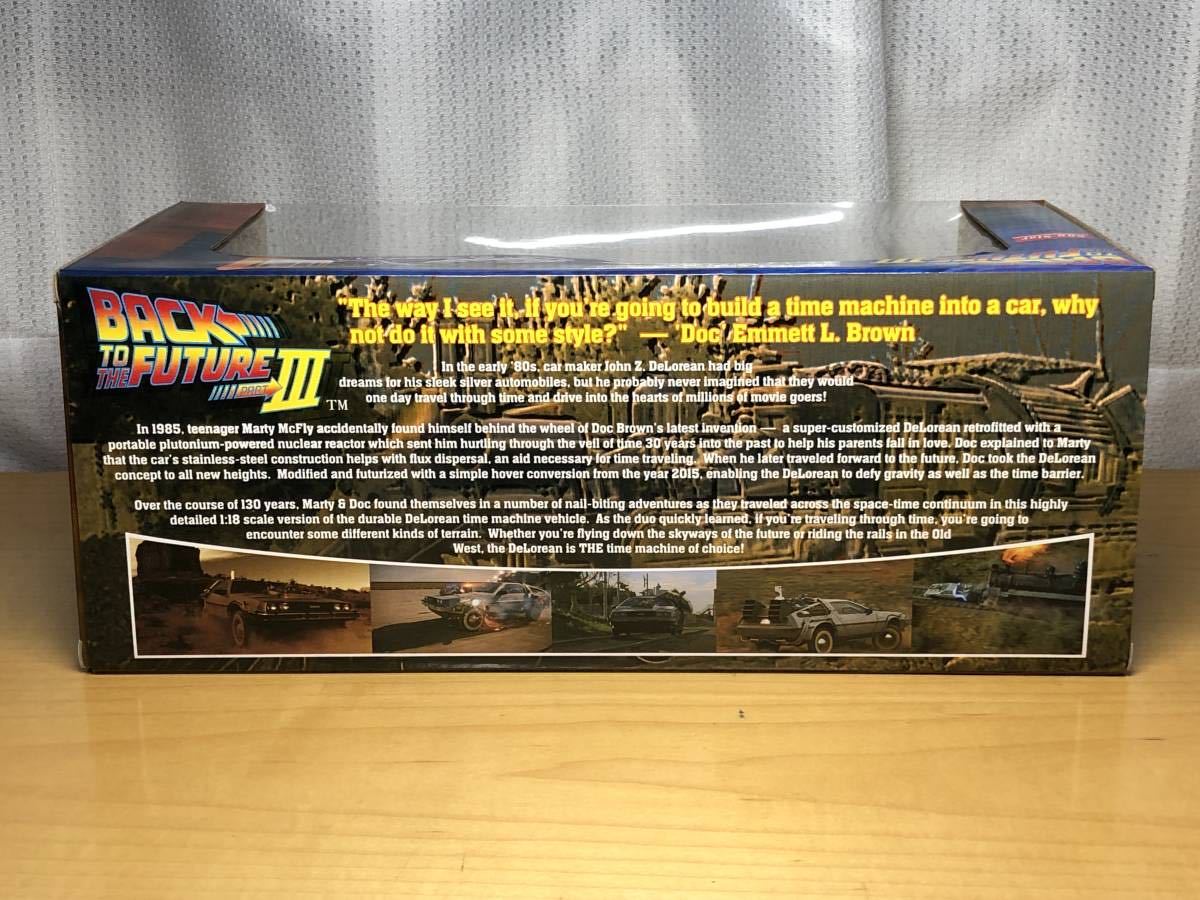 BACK
TO THE FUTURE
PART III
TM
"The way I see it, if you're going to build a time machine into a car, why
not do it with some style?" — 'Doc' Emmett L. Brown
In the early '80s, car maker John Z. DeLorean had big
dreams for his sleek silver automobiles, but he probably never imagined that they would
one day travel through time and drive into the hearts of millions of movie goers!
In 1985, teenager Marty McFly accidentally found himself behind the wheel of Doc Brown's latest invention — a super-customized DeLorean retrofitted with a
portable plutonium-powered nuclear reactor which sent him hurtling through the veil of time 30 years into the past to help his parents fall in love. Doc explained to Marty
that the car's stainless-steel construction helps with flux dispersal, an aid necessary for time traveling. When he later traveled forward to the future, Doc took the DeLorean
concept to all new heights. Modified and futurized with a simple hover conversion from the year 2015, enabling the DeLorean to defy gravity as well as the time barrier.
Over the course of 130 years, Marty & Doc found themselves in a number of nail-biting adventures as they traveled across the space-time continuum in this highly
detailed 1:18 scale version of the durable DeLorean time machine vehicle. As the duo quickly learned, if you're traveling through time, you're going to
encounter some different kinds of terrain. Whether you're flying down the skyways of the future or riding the rails in the Old
West, the DeLorean is THE time machine of choice!